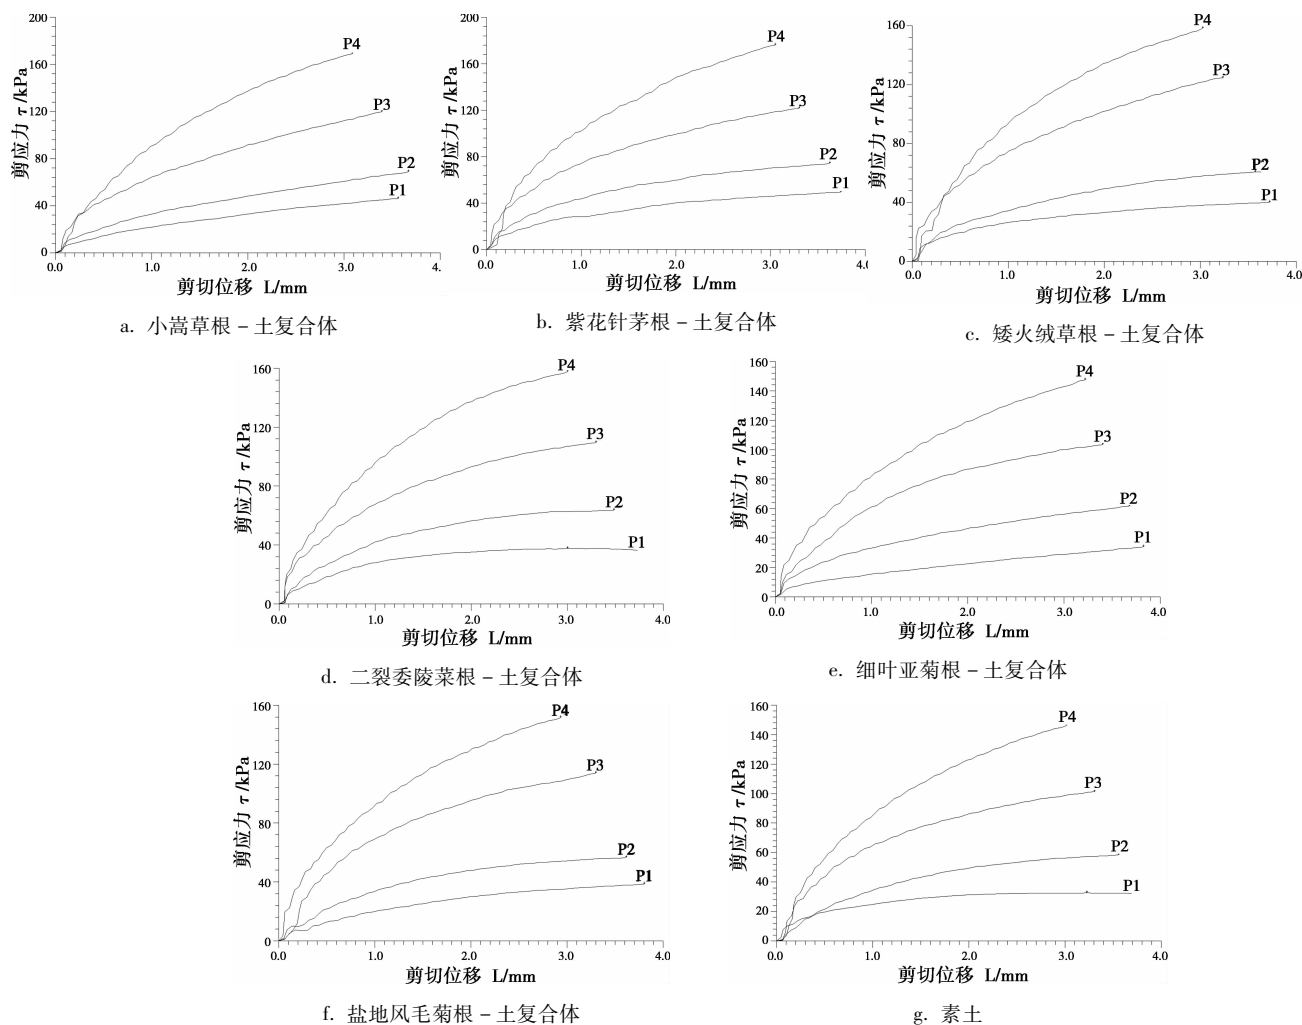 200
160
120
80
40
0
剪应力 τ/kPa
P4
P3
P2
P1
0.0 1.0 2.0 3.0 4.
剪切位移 L/mm
a. 小嵩草根－土复合体
200
160
120
80
40
0
剪应力 τ/kPa
P4
P3
P2
P1
0.0 1.0 2.0 3.0 4.0
剪切位移 L/mm
b. 紫花针茅根－土复合体
160
120
80
40
0
剪应力 τ/kPa
P4
P3
P2
P1
0.0 1.0 2.0 3.0 4.0
剪切位移 L/mm
c. 矮火绒草根－土复合体
160
120
80
40
0
剪应力 τ/kPa
P4
P3
P2
P1
0.0 1.0 2.0 3.0 4.0
剪切位移 L/mm
d. 二裂委陵菜根－土复合体
160
140
120
100
80
60
40
20
0
剪应力 τ/kPa
P4
P3
P2
P1
0.0 1.0 2.0 3.0 4.0
剪切位移 L/mm
e. 细叶亚菊根－土复合体
160
120
80
40
0
剪应力 τ/kPa
P4
P3
P2
P1
0.0 1.0 2.0 3.0 4.0
剪切位移 L/mm
f. 盐地风毛菊根－土复合体
160
140
120
100
80
60
40
20
0
剪应力 τ/kPa
P4
P3
P2
P1
0.0 1.0 2.0 3.0 4.0
剪切位移 L/mm
g. 素土